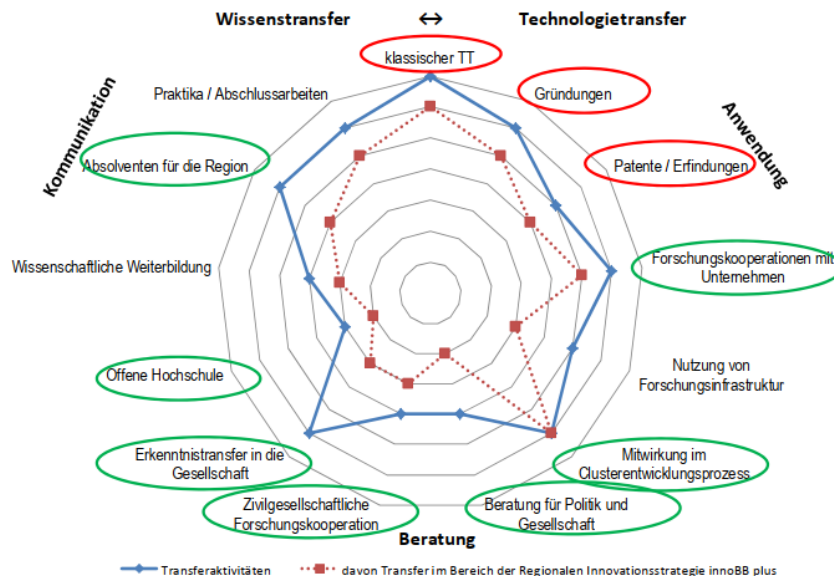 Wissenstransfer ↔ Technologietransfer
klassischer TT
Praktika / Abschlussarbeiten
Gründungen
Kommunikation
Anwendung
Absolventen für die Region
Patente / Erfindungen
Wissenschaftliche Weiterbildung
Forschungskooperationen mit
Unternehmen
Offene Hochschule
Nutzung von
Forschungsinfrastruktur
Erkenntnistransfer in die
Gesellschaft
Mitwirkung im
Clusterentwicklungsprozess
Zivilgesellschaftliche
Forschungskooperation
Beratung für Politik und
Gesellschaft
Beratung
Transferaktivitäten
davon Transfer im Bereich der Regionalen Innovationsstrategie innoBB plus